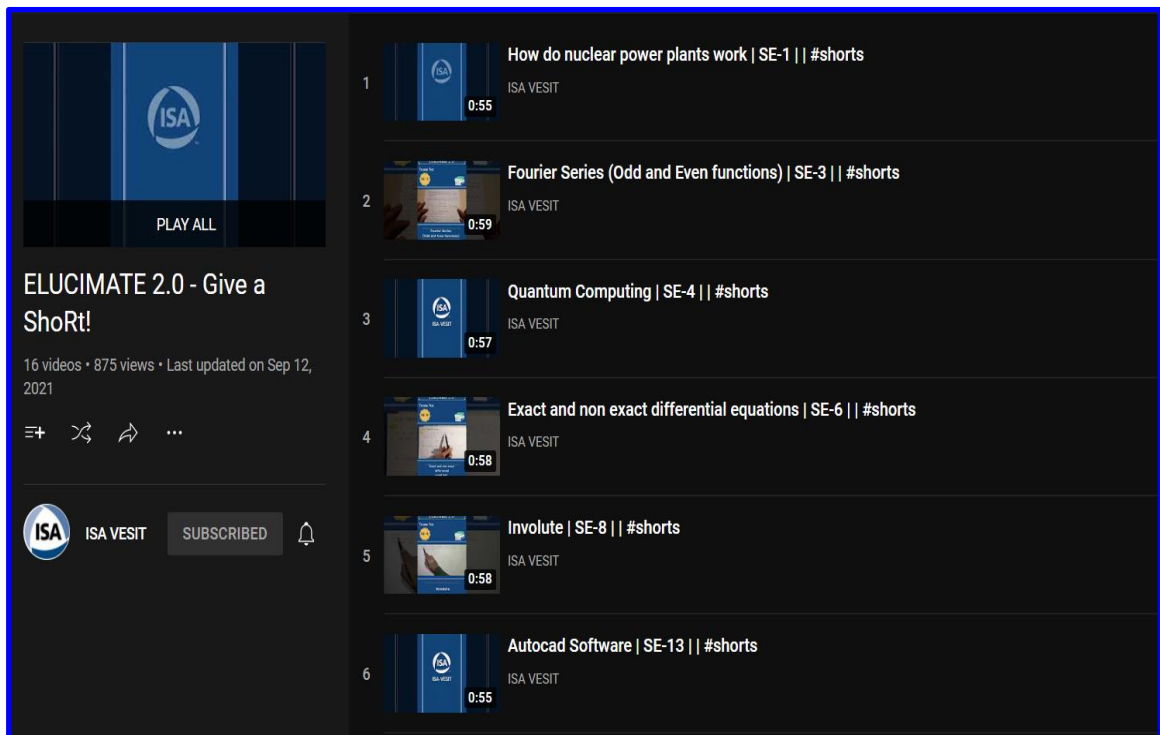 ISA
PLAY ALL
ELUCIMATE 2.0 - Give a
ShoRt!
16 videos • 875 views • Last updated on Sep 12,
2021
ISA
ISA VESIT
SUBSCRIBED
1
ISA
0:55
How do nuclear power plants work | SE-1 | | #shorts
ISA VESIT
2
0:59
Fourier Series (Odd and Even functions) | SE-3 | | #shorts
ISA VESIT
3
ISA
ISA VESIT
0:57
Quantum Computing | SE-4 | | #shorts
ISA VESIT
4
0:58
Exact and non exact differential equations | SE-6 | | #shorts
ISA VESIT
5
0:58
Involute | SE-8 | | #shorts
ISA VESIT
6
ISA
ISA VESIT
0:55
Autocad Software | SE-13 | | #shorts
ISA VESIT